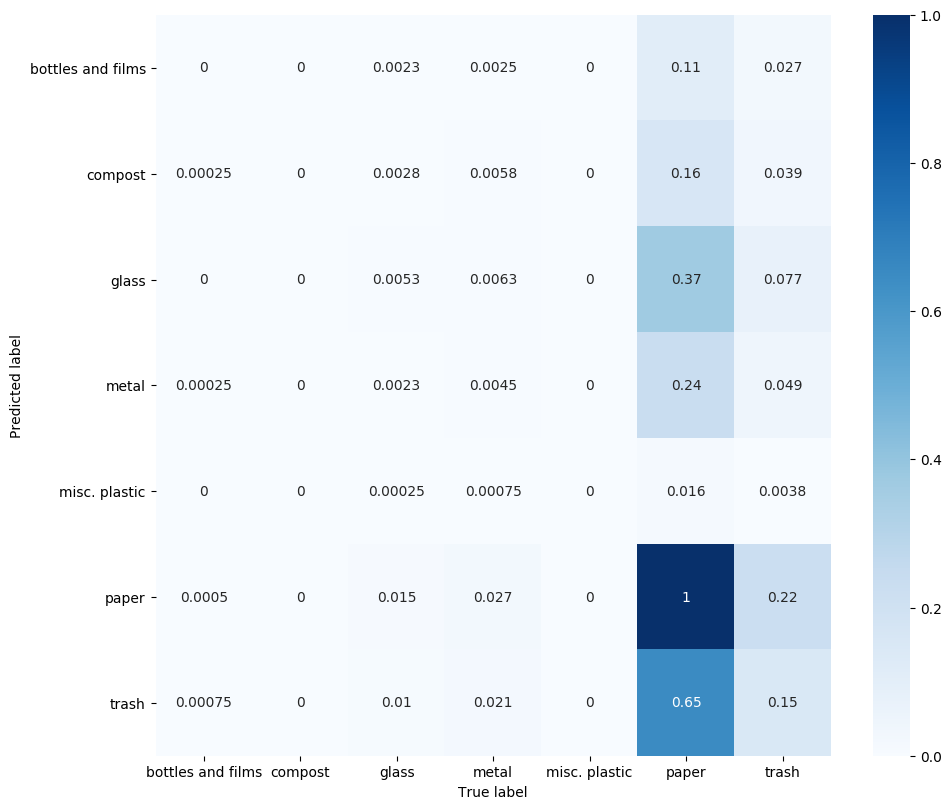 bottles and films 0 0 0.0023 0.0025 0 0.11 0.027
compost 0.00025 0 0.0028 0.0058 0 0.16 0.039
glass 0 0 0.0053 0.0063 0 0.37 0.077
metal 0.00025 0 0.0023 0.0045 0 0.24 0.049
misc. plastic 0 0 0.00025 0.00075 0 0.016 0.0038
paper 0.0005 0 0.015 0.027 0 1 0.22
trash 0.00075 0 0.01 0.021 0 0.65 0.15
bottles and films compost glass metal misc. plastic paper trash
True label
Predicted label
1.0
0.8
0.6
0.4
0.2
0.0